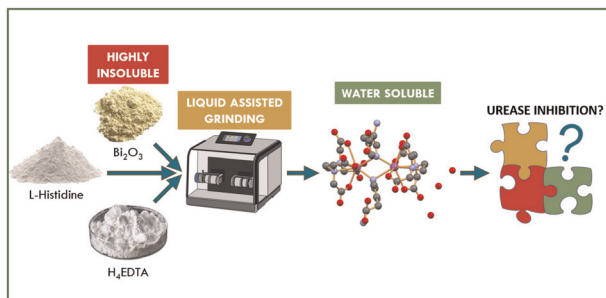 HIGHLY
INSOLUBLE
Bi₂O₃
L-Histidine
H₄EDTA
LIQUID ASSISTED
GRINDING
WATER SOLUBLE
UREASE INHIBITION?
?